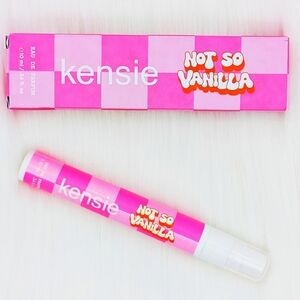 EAU DE PARFUM
kensie
NOT SO
VANILLA
kensie
NOT SO
VANILLA